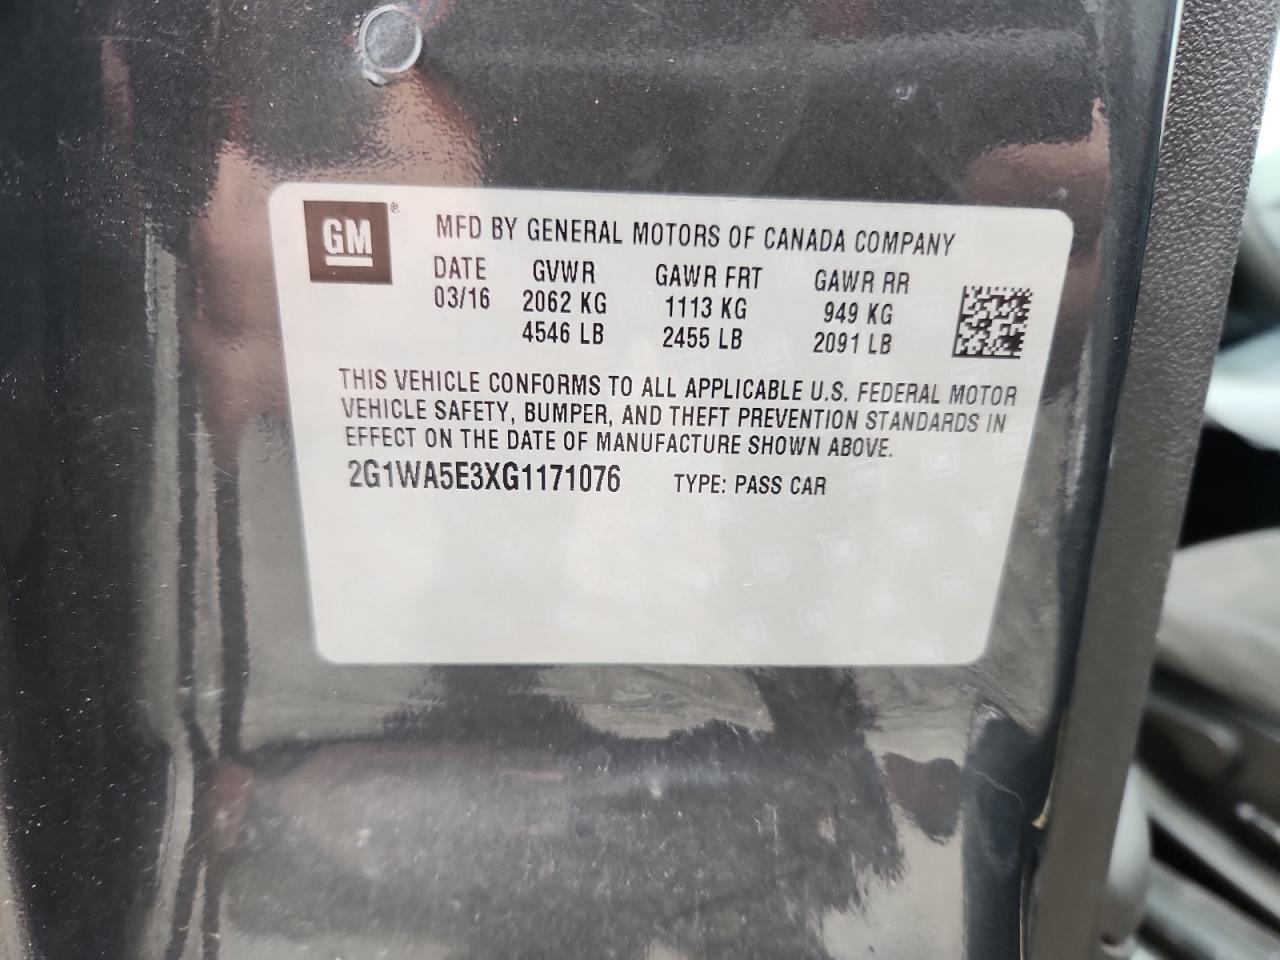 GM ®
MFD BY GENERAL MOTORS OF CANADA COMPANY
DATE GVWR GAWR FRT GAWR RR
03/16 2062 KG 1113 KG 949 KG
4546 LB 2455 LB 2091 LB
THIS VEHICLE CONFORMS TO ALL APPLICABLE U.S. FEDERAL MOTOR
VEHICLE SAFETY, BUMPER, AND THEFT PREVENTION STANDARDS IN
EFFECT ON THE DATE OF MANUFACTURE SHOWN ABOVE.
2G1WA5E3XG1171076 TYPE: PASS CAR